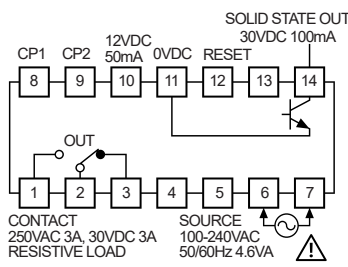 SOLID STATE OUT
30VDC 100mA
12VDC
50mA
CP1 CP2 0VDC RESET
8 9 10 11 12 13 14
OUT
1 2 3 4 5 6 7
CONTACT
250VAC 3A, 30VDC 3A
RESISTIVE LOAD
SOURCE
100-240VAC
50/60Hz 4.6VA